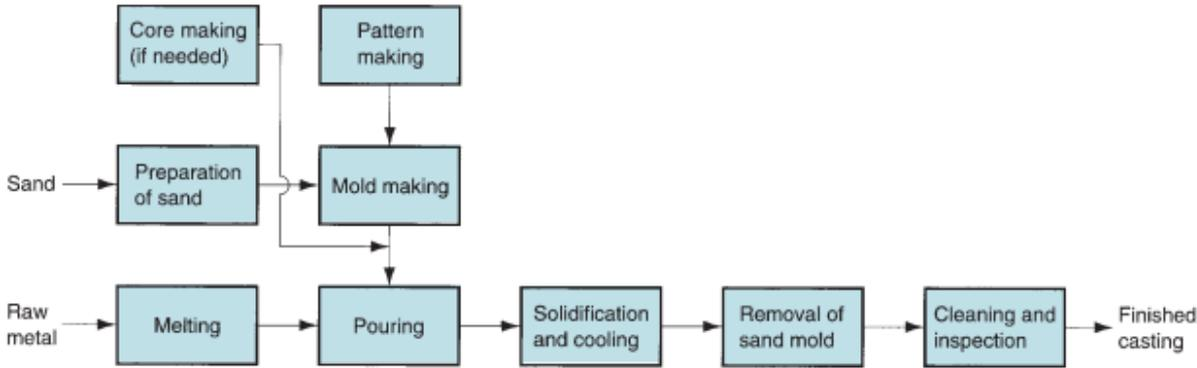 Core making
(if needed)
Pattern
making
Sand
Preparation
of sand
Mold making
Raw
metal
Melting
Pouring
Solidification
and cooling
Removal of
sand mold
Cleaning and
inspection
Finished
casting